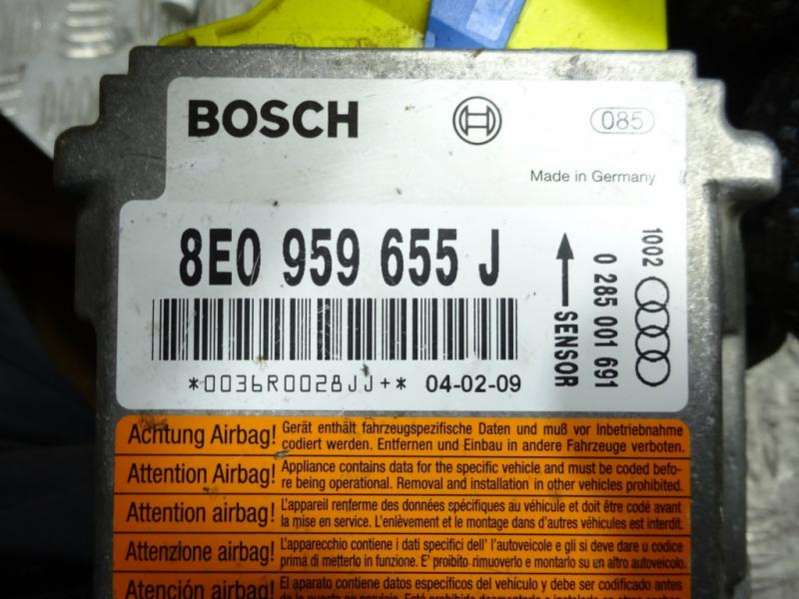 BOSCH
085
Made in Germany
8E0 959 655 J
SENSOR
0 285 001 691
1002
*0036R0028JJ+* 04-02-09
Achtung Airbag! Gerät enthält fahrzeugspezifische Daten und muß vor Inbetriebnahme
codiert werden. Entfernen und Einbau in andere Fahrzeuge verboten.
Attention Airbag! Appliance contains data for the specific vehicle and must be coded befo-
re being operational. Removal and installation in other vehicles prohibited.
Attention airbag! L'appareil renferme des données spécifiques au véhicule et doit être codé avant
la mise en service. L'enlèvement et le montage dans d'autres véhicules est interdit.
Attenzione airbag! L'apparecchio contiene i dati specifici dell' l'autoveicolo e gli si deve dare u codice
prima di metterlo in funzione. E' proibito rimuoverlo e montarlo su un altro autoveicolo.
Atención airbag! El aparato contiene datos específicos del vehículo y debe ser codificado antes